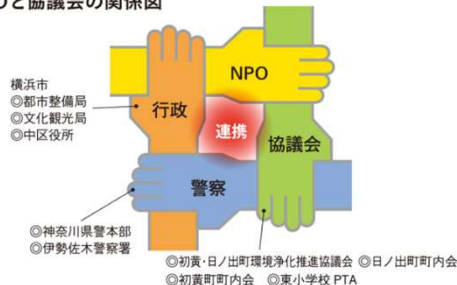 協議会の関係図
NPO
横浜市
◎都市整備局
◎文化観光局
◎中区役所
行政
連携
協議会
警察
◎神奈川県警本部
◎伊勢佐木警察署
◎初黄・日ノ出町環境浄化推進協議会 ◎日ノ出町町内会
◎初黄町町内会 ◎東小学校 PTA